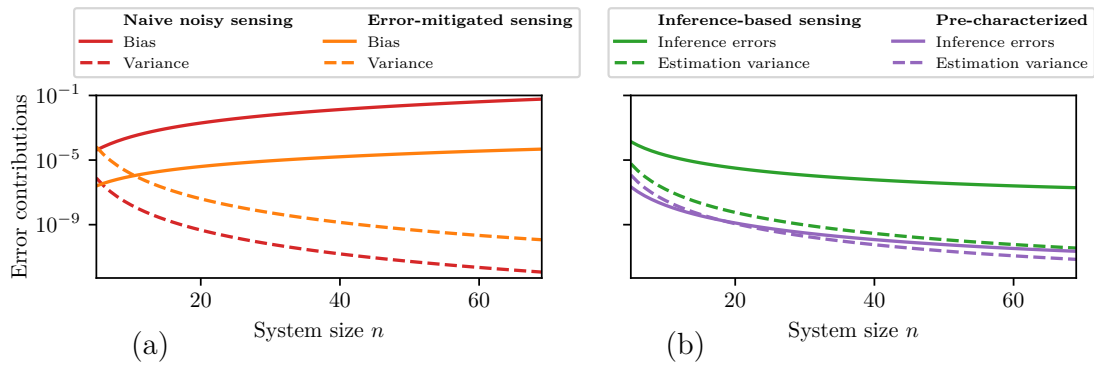 Naive noisy sensing
Bias
Variance
Error-mitigated sensing
Bias
Variance
Inference-based sensing
Inference errors
Estimation variance
Pre-characterized
Inference errors
Estimation variance
Error contributions
10⁻¹
10⁻⁵
10⁻⁹
20
40
60
System size n
(a)
20
40
60
System size n
(b)